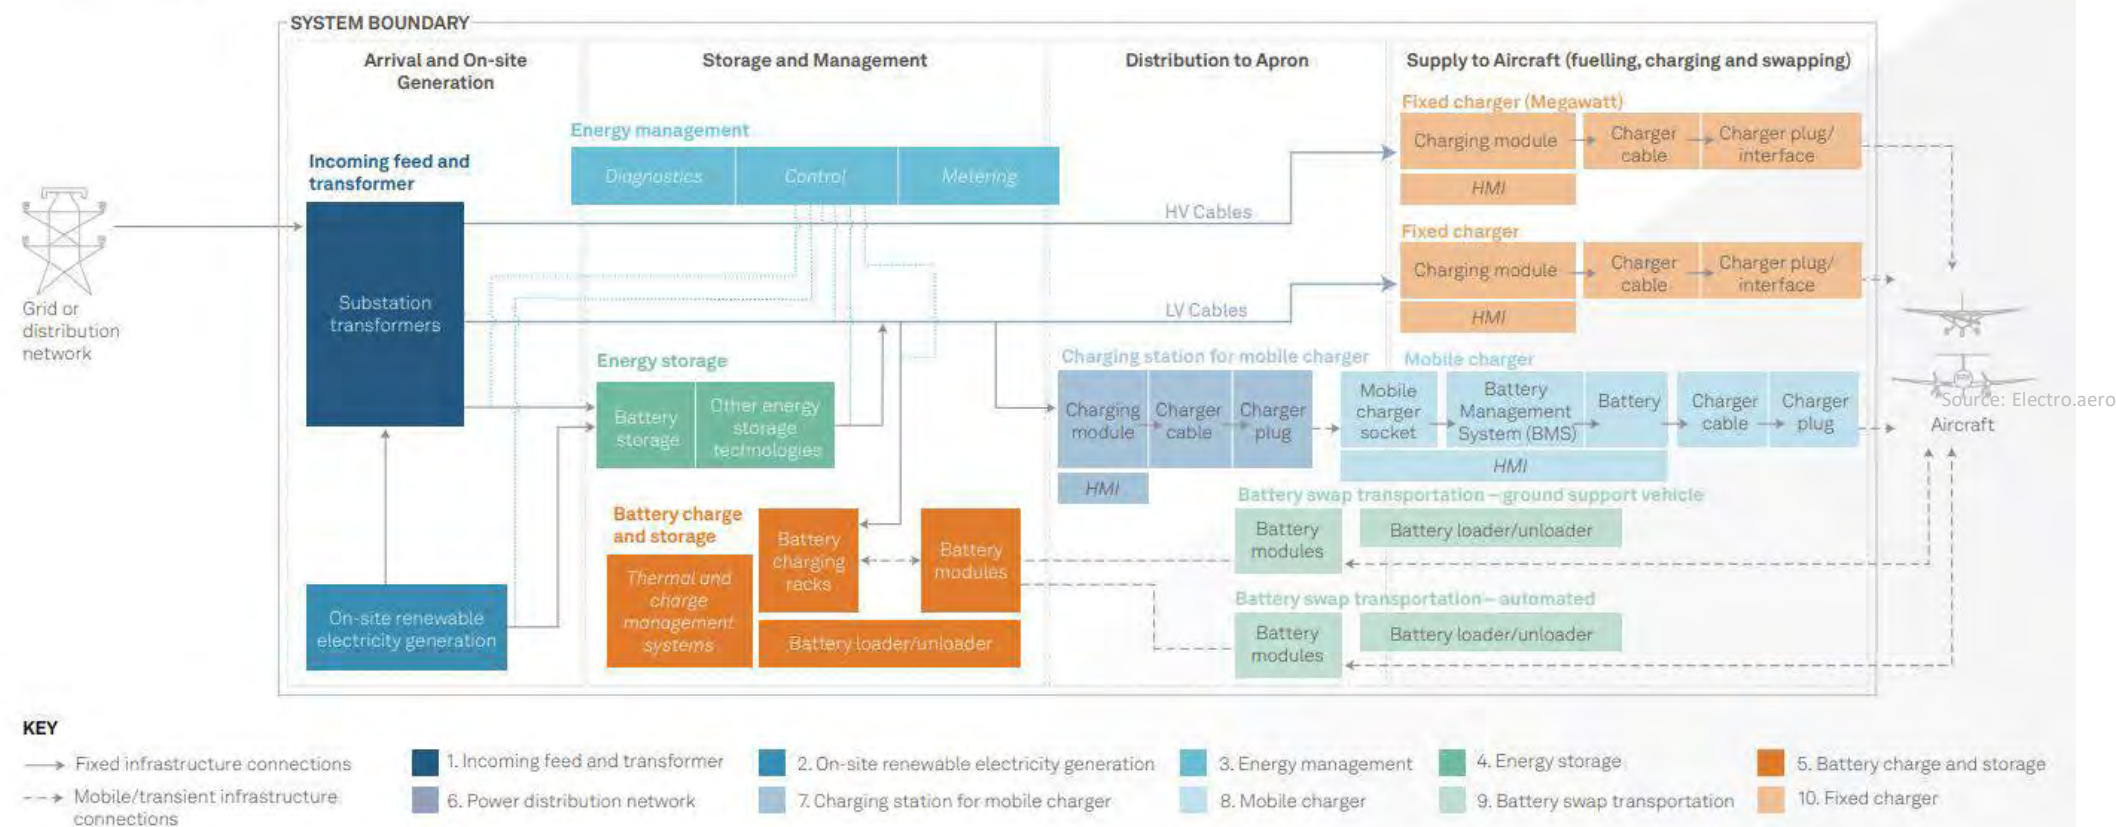 SYSTEM BOUNDARY
Arrival and On-site
Generation
Storage and Management
Distribution to Apron
Supply to Aircraft (fuelling, charging and swapping)
Grid or
distribution
network
Incoming feed and
transformer
Substation
transformers
On-site renewable
electricity generation
Energy management
Diagnostics
Control
Metering
HV Cables
LV Cables
Energy storage
Battery
storage
Other energy
storage
technologies
Battery charge
and storage
Thermal and
charge
management
systems
Battery
charging
racks
Battery
modules
Battery loader/unloader
Fixed charger (Megawatt)
Charging module
Charger
cable
Charger plug/
interface
HMI
Fixed charger
Charging module
Charger
cable
Charger plug/
interface
HMI
Charging station for mobile charger
Charging
module
Charger
cable
Charger
plug
HMI
Mobile charger
Mobile
charger
socket
Battery
Management
System (BMS)
Battery
Charger
cable
Charger
plug
HMI
Battery swap transportation – ground support vehicle
Battery
modules
Battery loader/unloader
Battery swap transportation – automated
Battery
modules
Battery loader/unloader
Source: Electro.aero
Aircraft
KEY
Fixed infrastructure connections
Mobile/transient infrastructure
connections
1. Incoming feed and transformer
2. On-site renewable electricity generation
3. Energy management
4. Energy storage
5. Battery charge and storage
6. Power distribution network
7. Charging station for mobile charger
8. Mobile charger
9. Battery swap transportation
10. Fixed charger